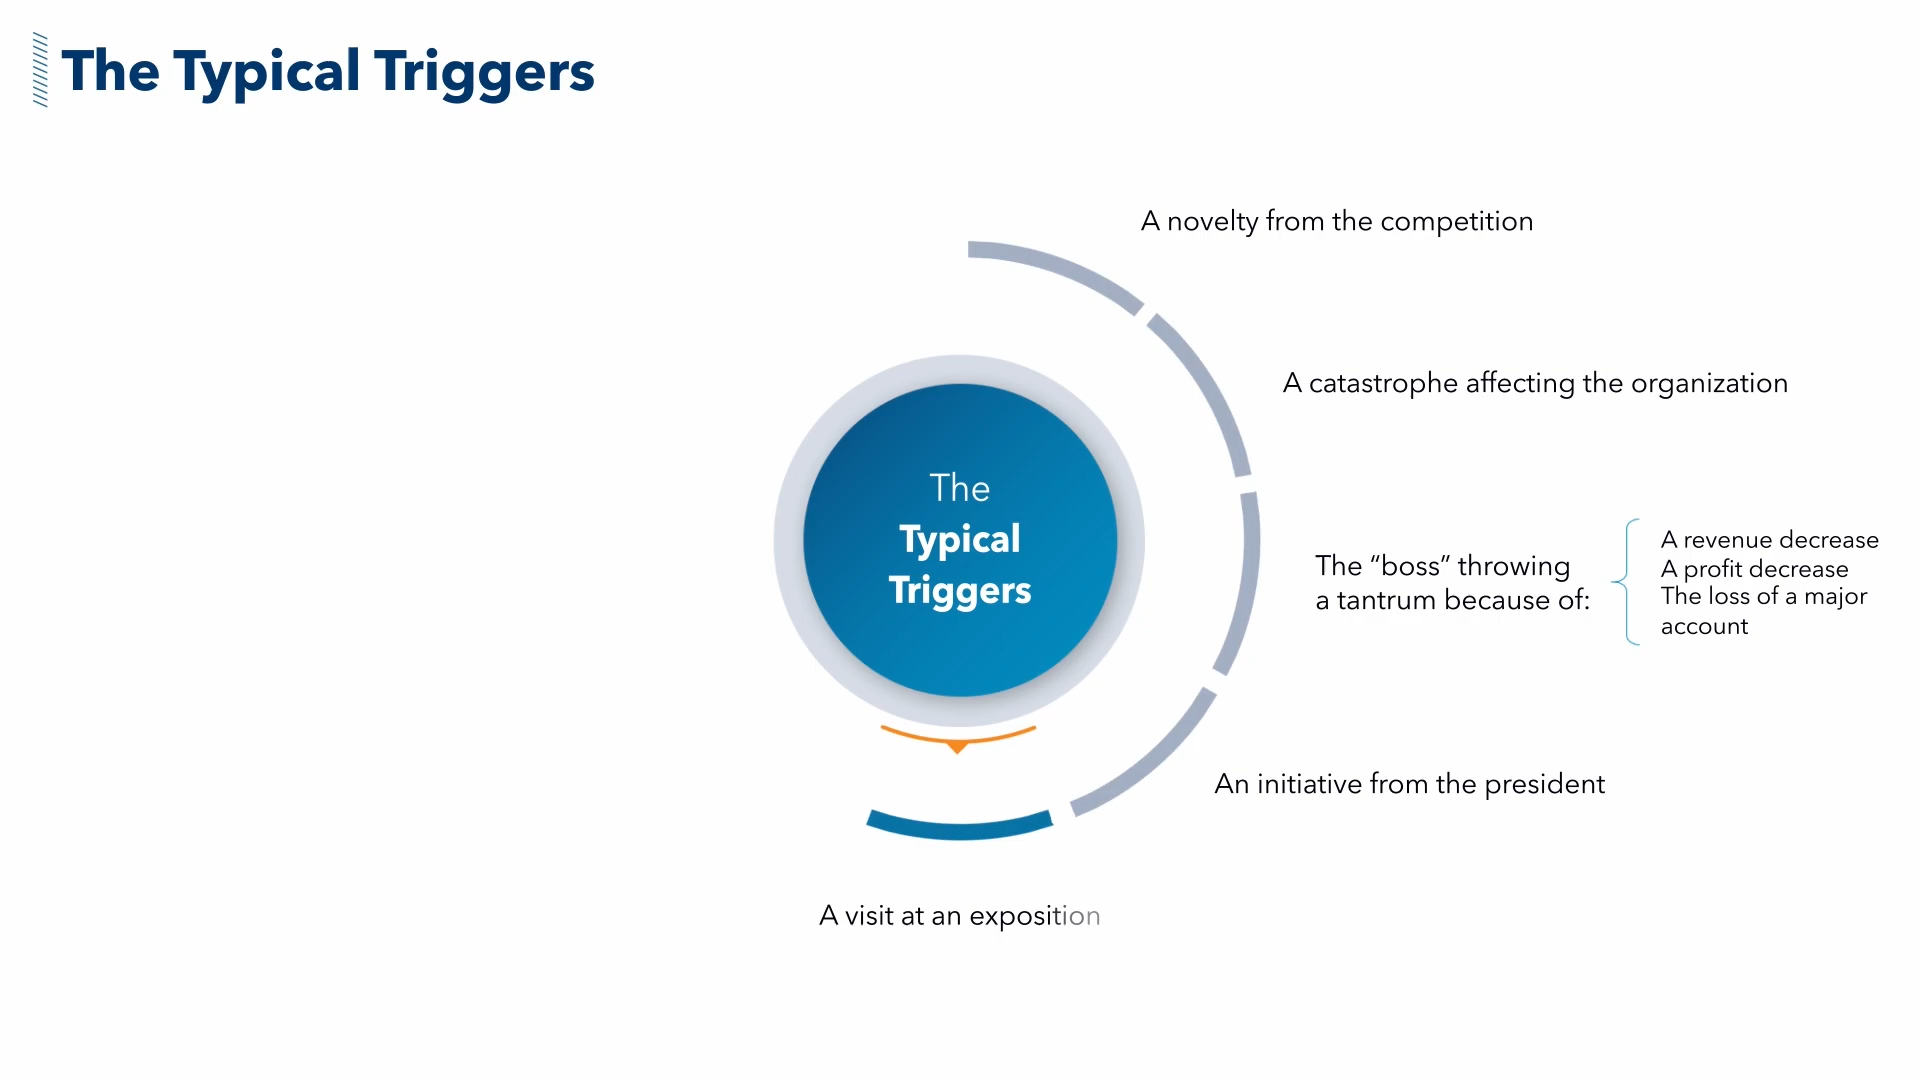 The Typical Triggers
A novelty from the competition
A catastrophe affecting the organization
The
Typical
Triggers
The “boss” throwing
a tantrum because of:
A revenue decrease
A profit decrease
The loss of a major
account
An initiative from the president
A visit at an exposition